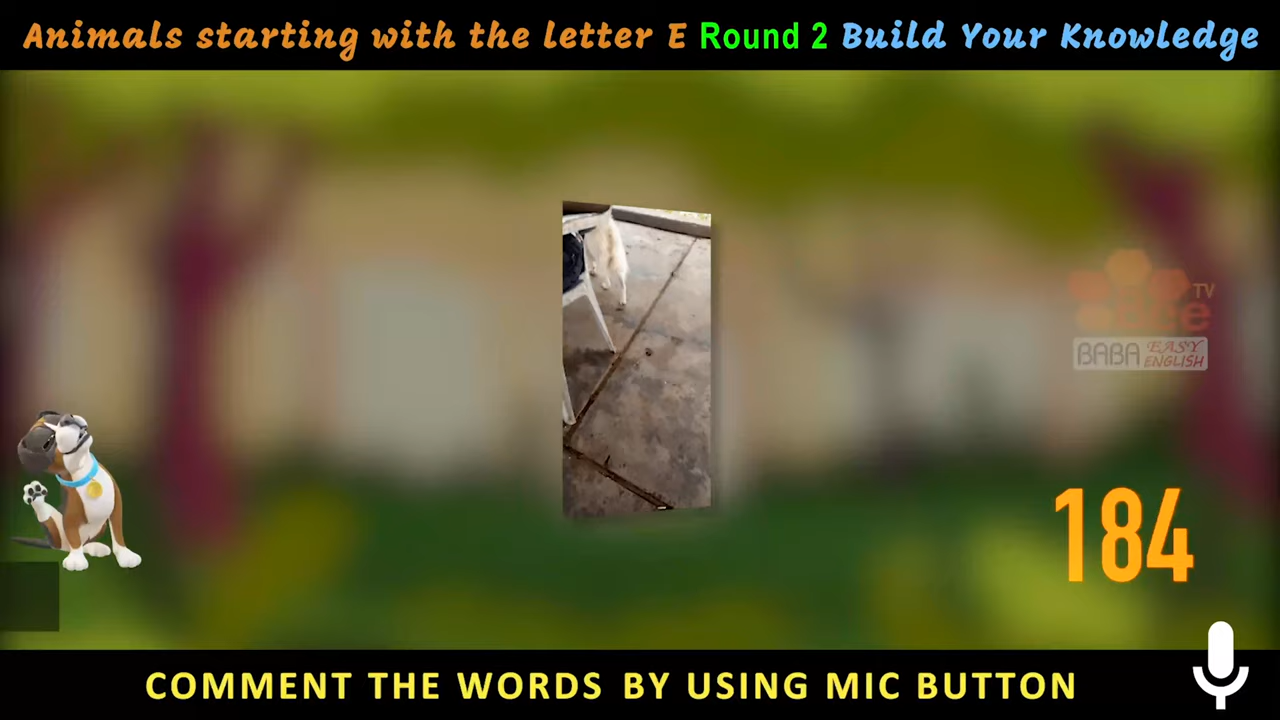 Animals starting with the letter E Round 2 Build Your Knowledge
TV
BABA EASY ENGLISH
184
COMMENT THE WORDS BY USING MIC BUTTON